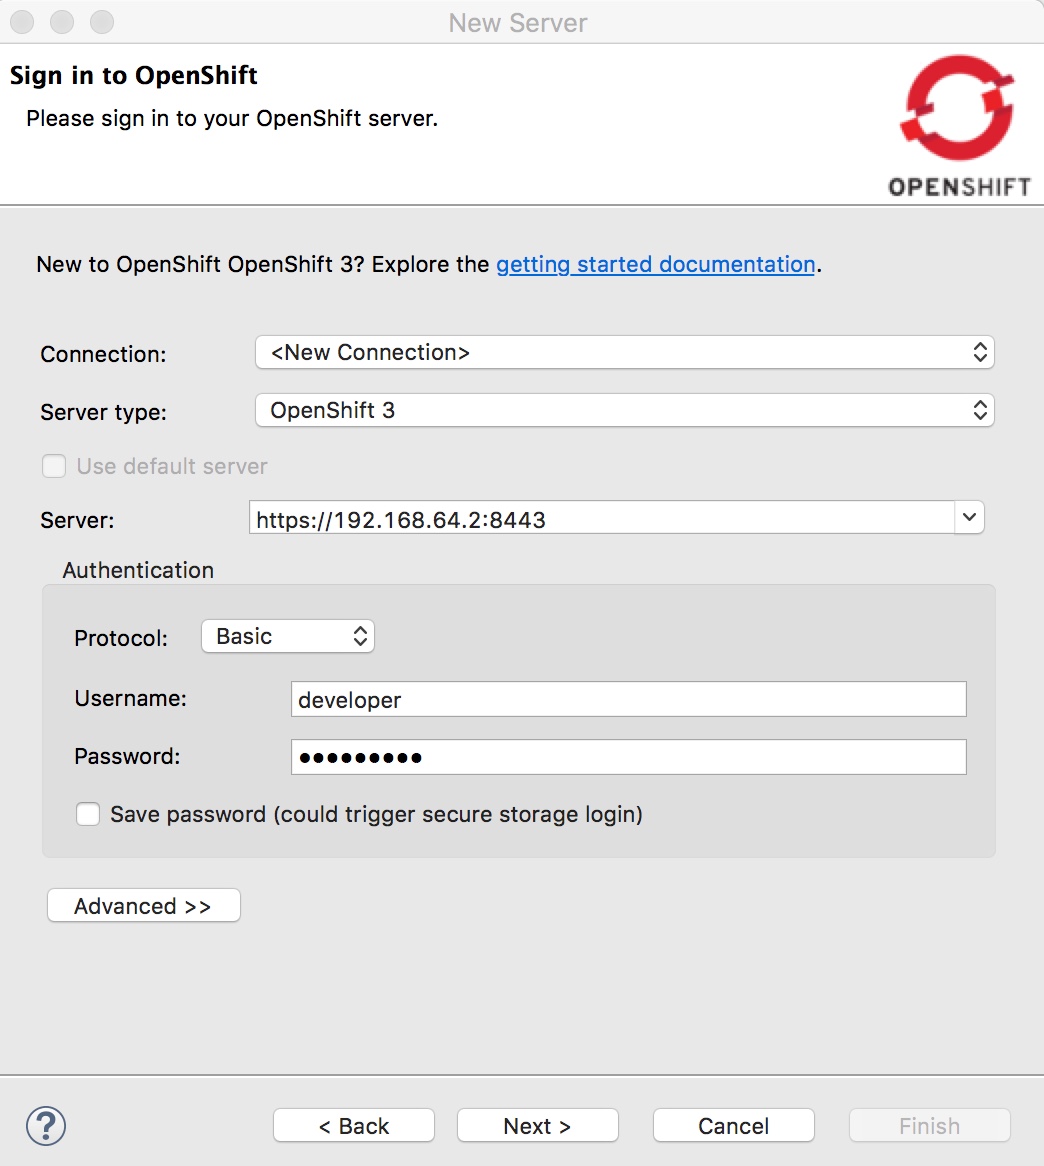 New Server
Sign in to OpenShift
Please sign in to your OpenShift server.
OPENSHIFT
New to OpenShift OpenShift 3? Explore the getting started documentation.
Connection: <New Connection>
Server type: OpenShift 3
Use default server
Server: https://192.168.64.2:8443
Authentication
Protocol: Basic
Username: developer
Password: •••••••••
Save password (could trigger secure storage login)
Advanced >>
? < Back Next > Cancel Finish